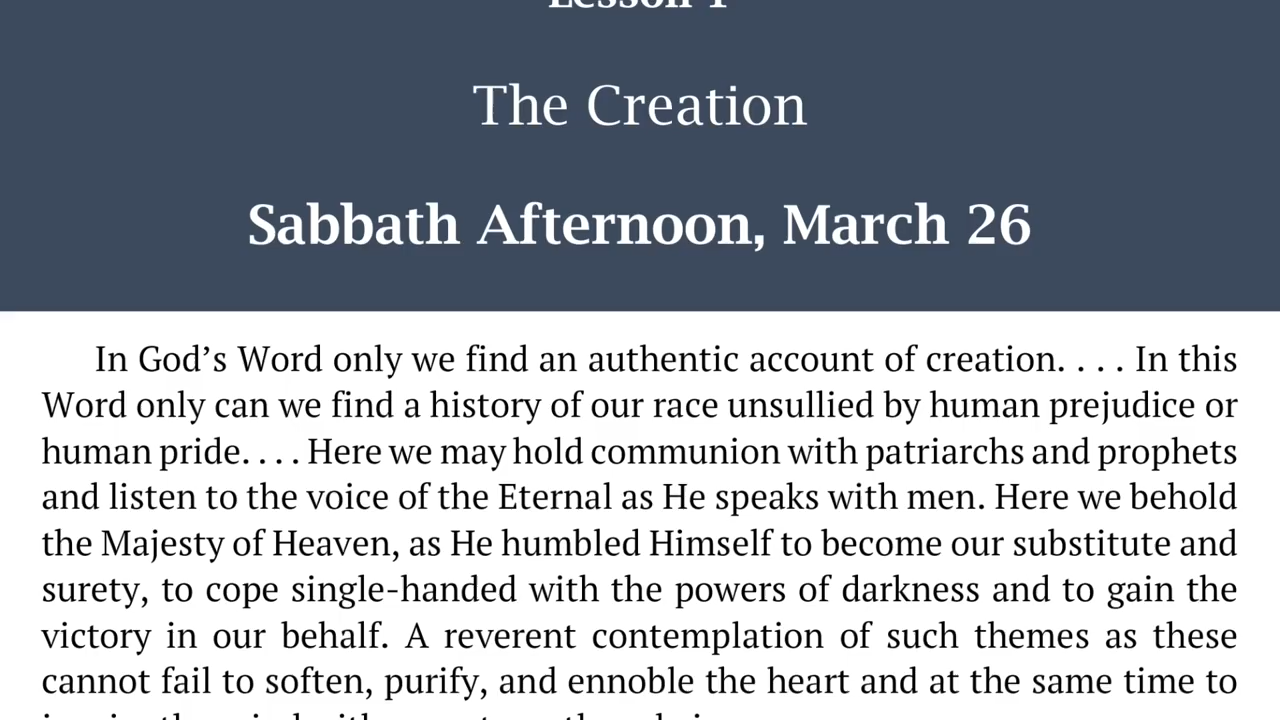 Lesson 1
The Creation
Sabbath Afternoon, March 26
In God’s Word only we find an authentic account of creation. . . . In this
Word only can we find a history of our race unsullied by human prejudice or
human pride. . . . Here we may hold communion with patriarchs and prophets
and listen to the voice of the Eternal as He speaks with men. Here we behold
the Majesty of Heaven, as He humbled Himself to become our substitute and
surety, to cope single-handed with the powers of darkness and to gain the
victory in our behalf. A reverent contemplation of such themes as these
cannot fail to soften, purify, and ennoble the heart and at the same time to